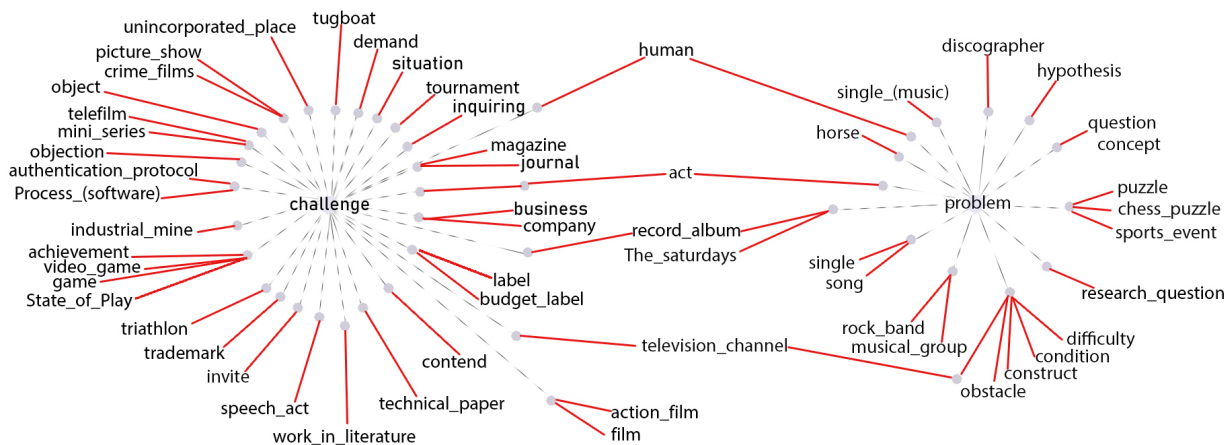 tugboat
unincorporated_place
demand
picture_show
situation
crime_films
tournament
object
inquiring
telefilm
mini_series
magazine
objection
journal
authentication_protocol
Process_(software)
challenge
business
company
industrial_mine
achievement
video_game
game
State_of_Play
label
budget_label
triathlon
trademark
invite
contend
speech_act
technical_paper
work_in_literature
action_film
film
human
act
record_album
The_saturdays
television_channel
discographer
hypothesis
single_(music)
horse
question
concept
problem
puzzle
chess_puzzle
sports_event
single
song
research_question
rock_band
musical_group
difficulty
condition
construct
obstacle